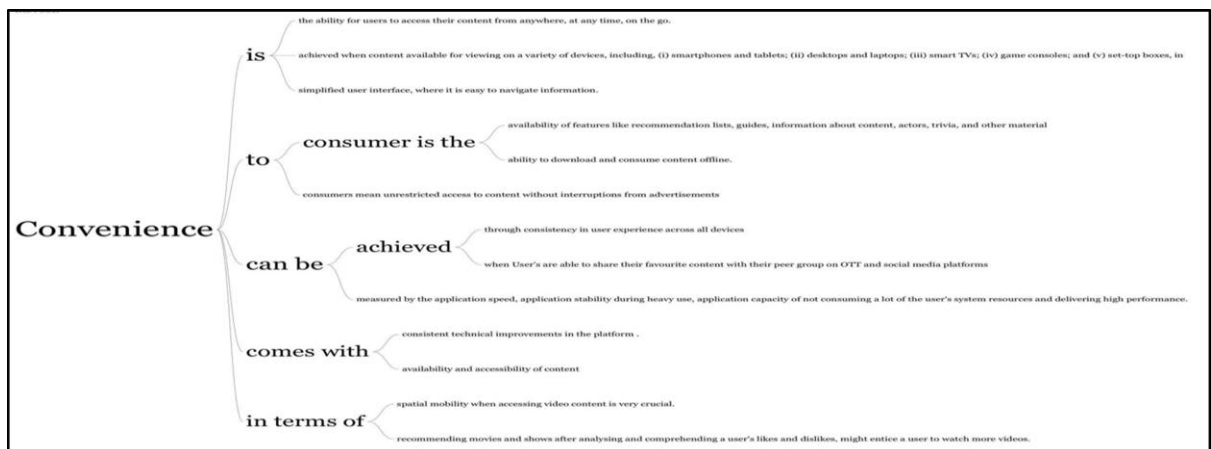 Convenience
is
the ability for users to access their content from anywhere, at any time, on the go.
achieved when content available for viewing on a variety of devices, including, (i) smartphones and tablets; (ii) desktops and laptops; (iii) smart TVs; (iv) game consoles; and (v) set-top boxes, in
simplified user interface, where it is easy to navigate information.
to
consumer is the
availability of features like recommendation lists, guides, information about content, actors, trivia, and other material
ability to download and consume content offline.
consumers mean unrestricted access to content without interruptions from advertisements
can be
achieved
through consistency in user experience across all devices
when User's are able to share their favourite content with their peer group on OTT and social media platforms
measured by the application speed, application stability during heavy use, application capacity of not consuming a lot of the user's system resources and delivering high performance.
comes with
consistent technical improvements in the platform .
availability and accessibility of content
in terms of
spatial mobility when accessing video content is very crucial.
recommending movies and shows after analysing and comprehending a user's likes and dislikes, might entice a user to watch more videos.